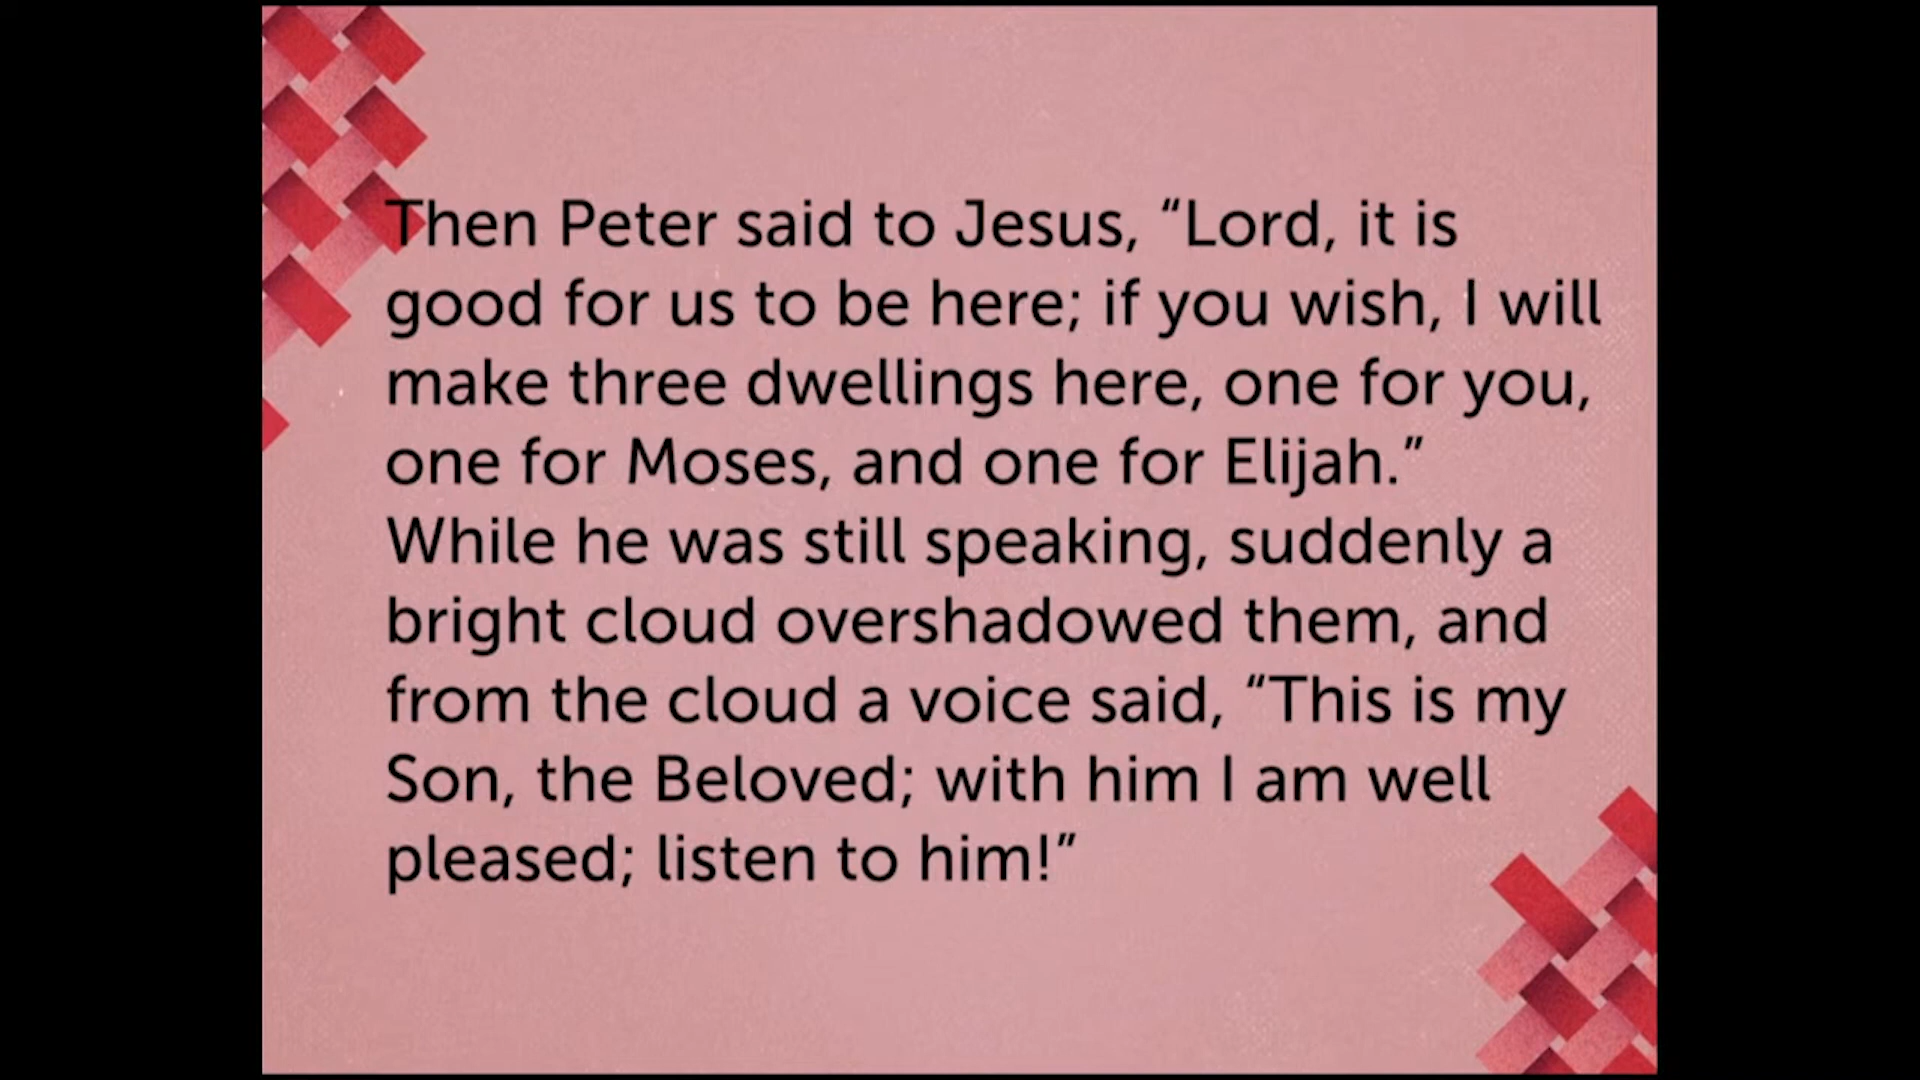 Then Peter said to Jesus, “Lord, it is
good for us to be here; if you wish, I will
make three dwellings here, one for you,
one for Moses, and one for Elijah.”
While he was still speaking, suddenly a
bright cloud overshadowed them, and
from the cloud a voice said, “This is my
Son, the Beloved; with him I am well
pleased; listen to him!”